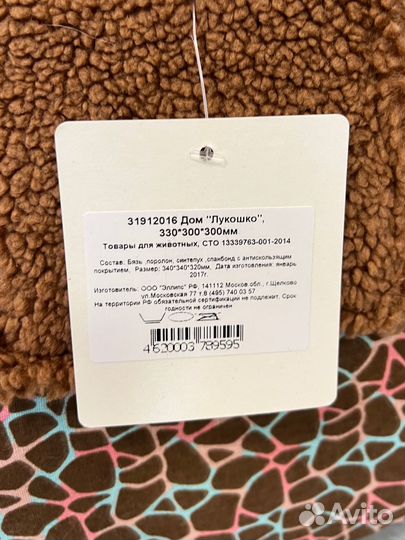 31912016 Дом "Лукошко",
330*300*300мм
Товары для животных, СТО 13339763-001-2014
Состав: Бязь ,поролон, синтепух ,спанбонд с антискользящим
покрытием, Размер: 340*340*320мм, Дата изготовления: январь
2017г.
Изготовитель: ООО "Эллипс" РФ, 141112 Москов.обл., г.Щелково
ул.Московская 77 т.8 (495) 740 03 57
На территории РФ обязательной сертификации не подлежит. Срок
годности не ограничен
4 620003 789595
Avito